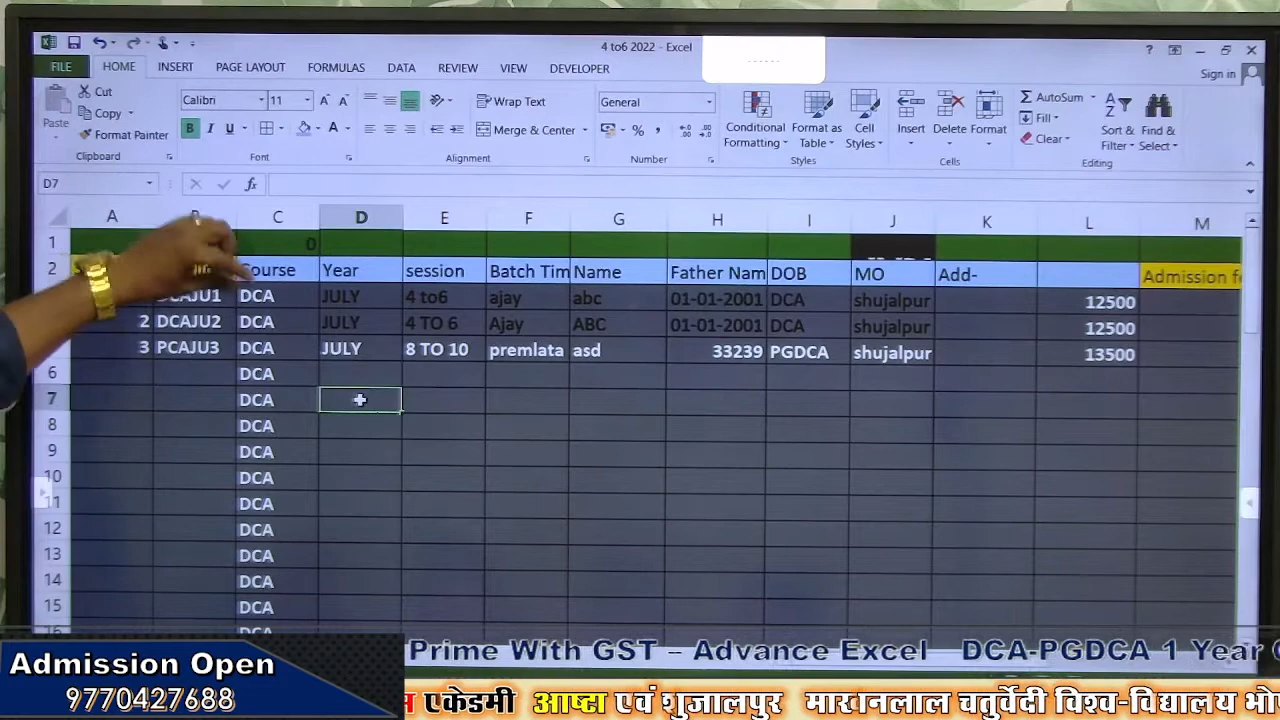 4 to6 2022 - Excel
? 
FILE HOME INSERT PAGE LAYOUT FORMULAS DATA REVIEW VIEW DEVELOPER
Sign in
Paste
Cut
Copy
Format Painter
Clipboard
Calibri 11
B I U
Font
Wrap Text
Merge & Center
Alignment
General
%
Number
Conditional Formatting
Format as Table
Cell Styles
Styles
Insert Delete Format
Cells
AutoSum
Fill
Clear
Sort & Filter
Find & Select
Editing
D7 fx
A B C D E F G H I J K L M
1 0
2 Course Year session Batch Tim Name Father Nam DOB MO Add- Admission fe
DCAJU1 DCA JULY 4 to6 ajay abc 01-01-2001 DCA shujalpur 12500
2 DCAJU2 DCA JULY 4 TO 6 Ajay ABC 01-01-2001 DCA shujalpur 12500
3 PCAJU3 DCA JULY 8 TO 10 premlata asd 33239 PGDCA shujalpur 13500
6 DCA
7 DCA
8 DCA
9 DCA
10 DCA
11 DCA
12 DCA
13 DCA
14 DCA
15 DCA
Admission Open
9770427688
Prime With GST – Advance Excel DCA-PGDCA 1 Year
एकेडमी आष्टा एवं शुजालपुर माखनलाल चतुर्वेदी विश्व-विद्यालय